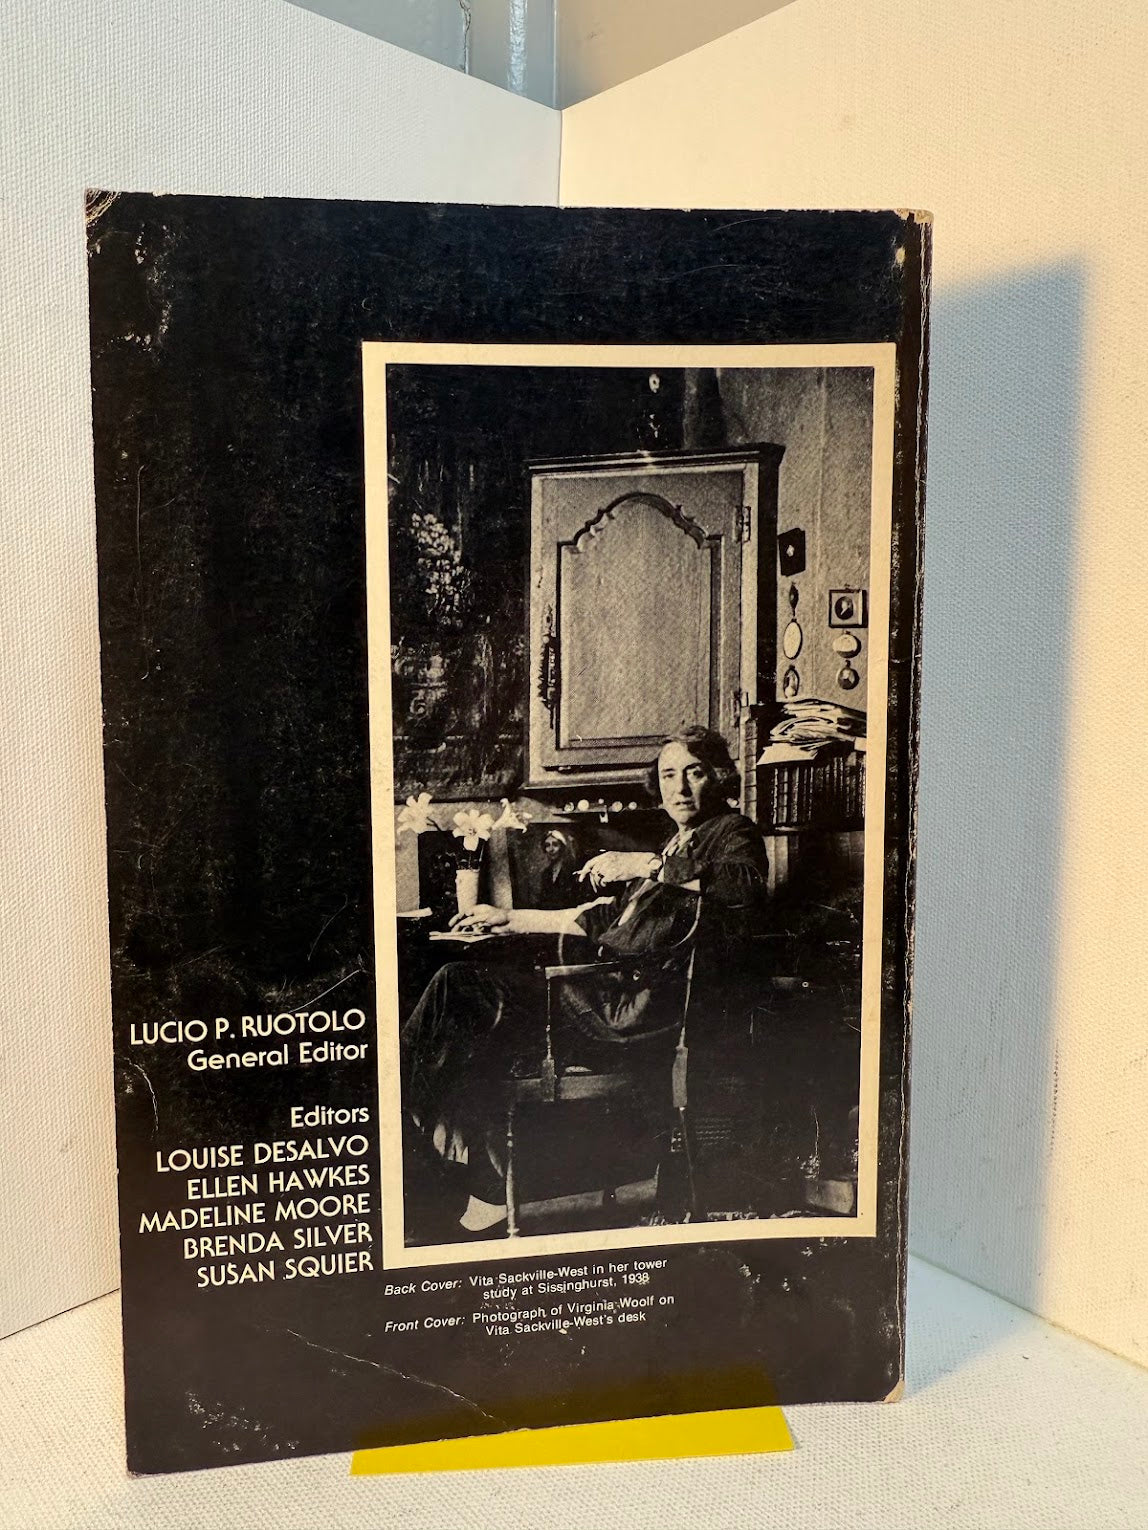 LUCIO P. RUOTOLO
General Editor
Editors
LOUISE DESALVO
ELLEN HAWKES
MADELINE MOORE
BRENDA SILVER
SUSAN SQUIER
Back Cover: Vita Sackville-West in her tower
study at Sissinghurst, 1938
Front Cover: Photograph of Virginia Woolf on
Vita Sackville-West's desk